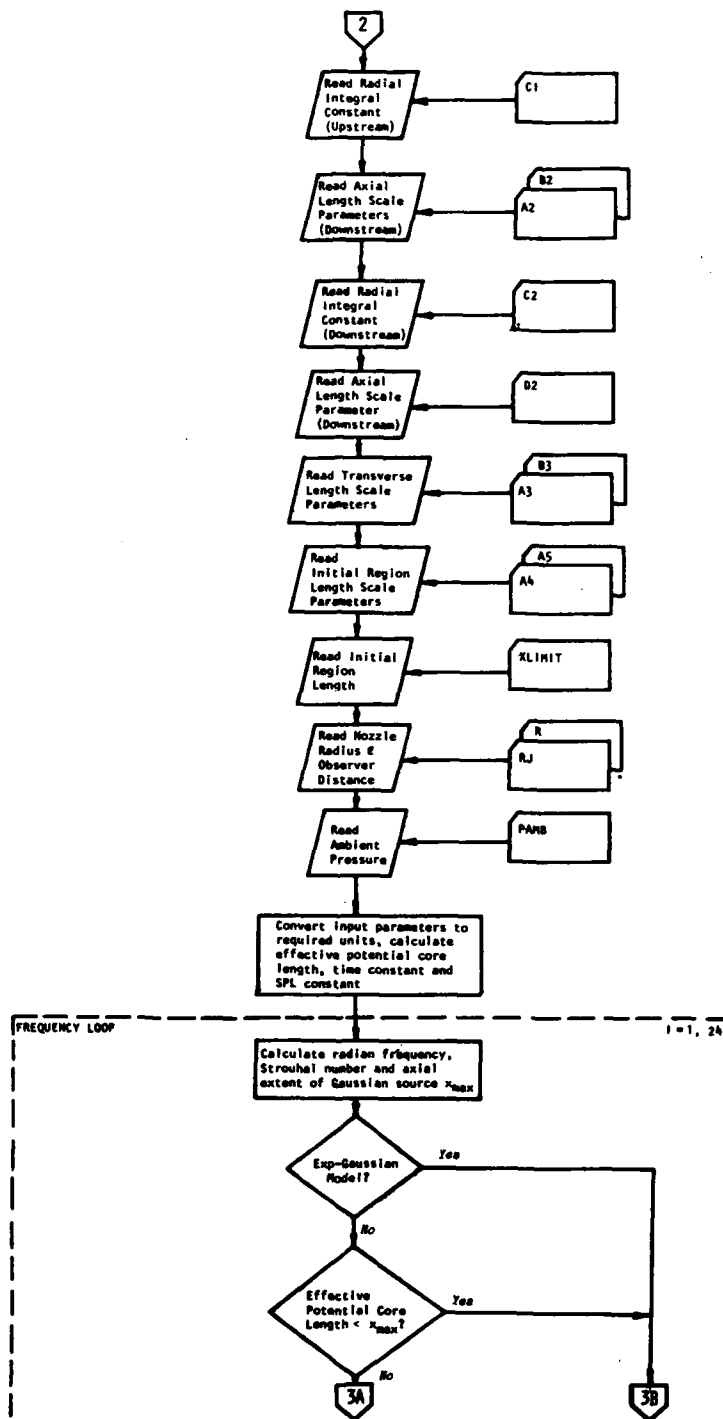 2
Read Radial
Integral
Constant
(Upstream)
C1
Read Axial
Length Scale
Parameters
(Downstream)
B2
A2
Read Radial
Integral
Constant
(Downstream)
C2
Read Axial
Length Scale
Parameter
(Downstream)
D2
Read Transverse
Length Scale
Parameters
B3
A3
Read
Initial Region
Length Scale
Parameters
A5
A4
Read Initial
Region
Length
XLIMIT
Read Nozzle
Radius &
Observer
Distance
R
RJ
Read
Ambient
Pressure
PAMB
Convert input parameters to
required units, calculate
effective potential core
length, time constant and
SPL constant
FREQUENCY LOOP
I = 1, 24
Calculate radian frequency,
Strouhal number and axial
extent of Gaussian source xmax
Exp-Gaussian
Model?
Yes
No
Effective
Potential Core
Length < xmax?
Yes
No
3A
3B